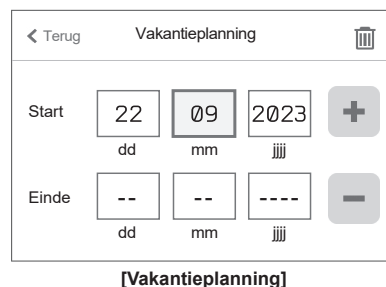 Terug Vakantieplanning
Start 22 09 2023
dd mm jjjj
Einde -- -- ----
dd mm jjjj
[Vakantieplanning]